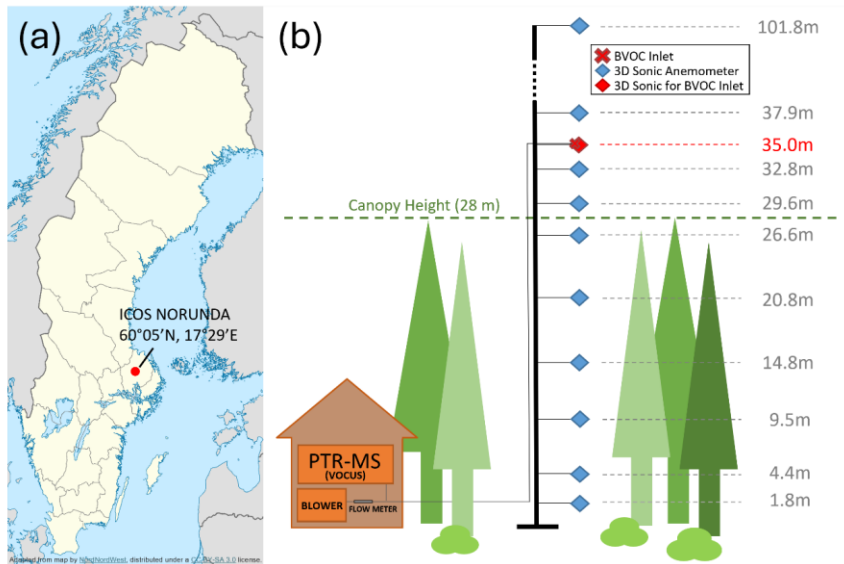 (a)
ICOS NORUNDA
60°05'N, 17°29'E
Adapted from map by NordNordWest, distributed under a CC-BY-SA 3.0 license.
(b)
101.8m
BVOC Inlet
3D Sonic Anemometer
3D Sonic for BVOC Inlet
37.9m
35.0m
32.8m
Canopy Height (28 m)
29.6m
26.6m
20.8m
14.8m
9.5m
PTR-MS
(VOCUS)
4.4m
BLOWER
FLOW METER
1.8m